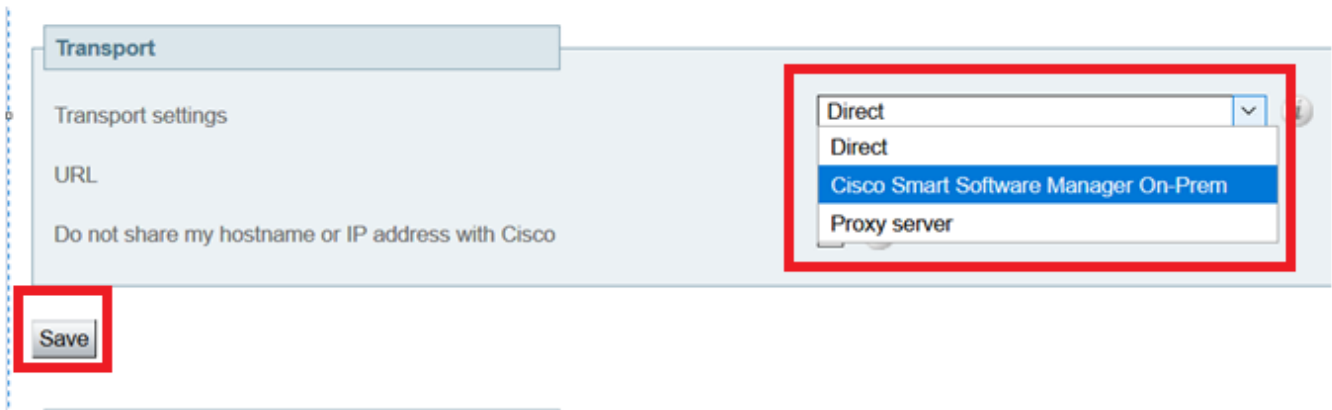 Transport
Transport settings
Direct
Direct
URL
Cisco Smart Software Manager On-Prem
Do not share my hostname or IP address with Cisco
Proxy server
Save